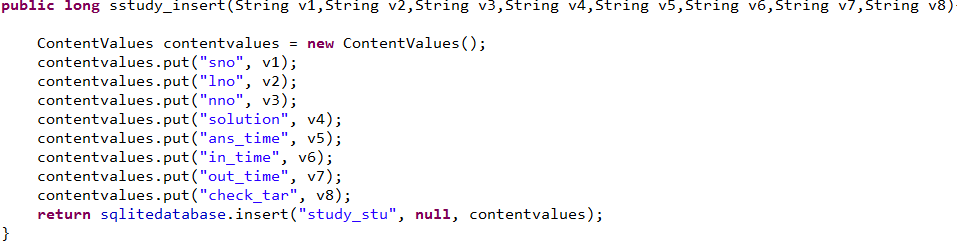 public long sstudy_insert(String v1,String v2,String v3,String v4,String v5,String v6,String v7,String v8)
ContentValues contentvalues = new ContentValues();
contentvalues.put("sno", v1);
contentvalues.put("lno", v2);
contentvalues.put("nno", v3);
contentvalues.put("solution", v4);
contentvalues.put("ans_time", v5);
contentvalues.put("in_time", v6);
contentvalues.put("out_time", v7);
contentvalues.put("check_tar", v8);
return sqlitedatabase.insert("study_stu", null, contentvalues);
}